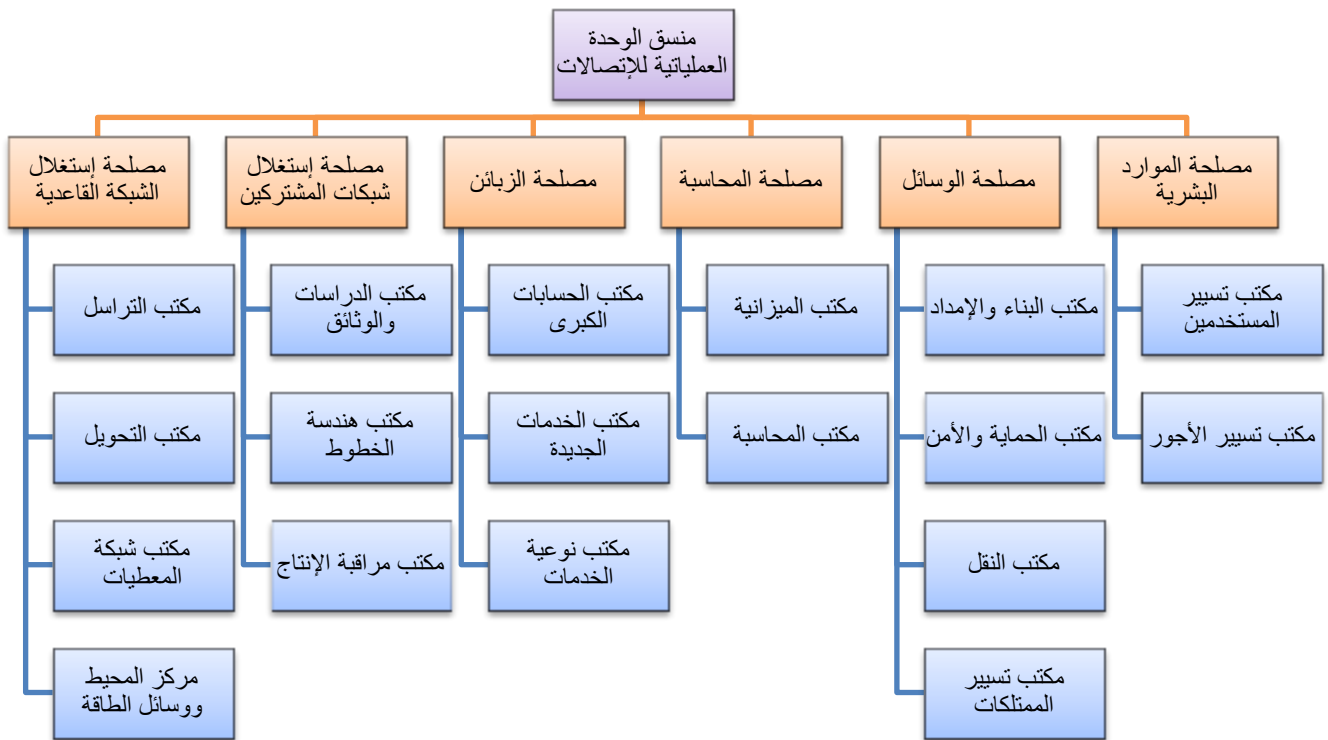 منسق الوحدة
العملياتية للإتصالات
مصلحة الموارد
البشرية
مصلحة الوسائل
مصلحة المحاسبة
مصلحة الزبائن
مصلحة إستغلال
شبكات المشتركين
مصلحة إستغلال
الشبكة القاعدية
مكتب تسيير
المستخدمين
مكتب البناء والإمداد
مكتب الميزانية
مكتب الحسابات
الكبرى
مكتب الدراسات
والوثائق
مكتب التراسل
مكتب تسيير الأجور
مكتب الحماية والأمن
مكتب المحاسبة
مكتب الخدمات
الجديدة
مكتب هندسة
الخطوط
مكتب التحويل
مكتب النقل
مكتب نوعية
الخدمات
مكتب مراقبة الإنتاج
مكتب شبكة
المعطيات
مكتب تسيير
الممتلكات
مركز المحيط
ووسائل الطاقة